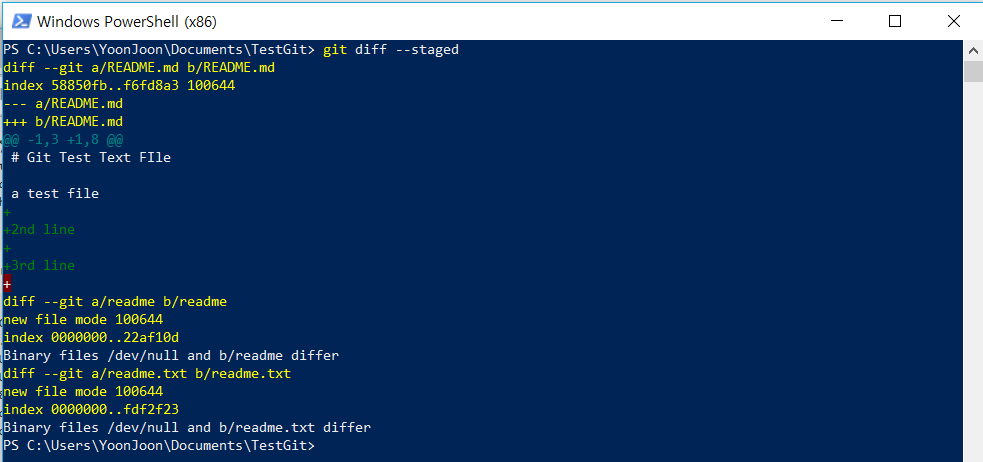 Windows PowerShell (x86)
PS C:\Users\YoonJoon\Documents\TestGit> git diff --staged
diff --git a/README.md b/README.md
index 58850fb..f6fd8a3 100644
--- a/README.md
+++ b/README.md
@@ -1,3 +1,8 @@
 # Git Test Text FIle
 a test file
+
+2nd line
+
+3rd line
+
diff --git a/readme b/readme
new file mode 100644
index 0000000..22af10d
Binary files /dev/null and b/readme differ
diff --git a/readme.txt b/readme.txt
new file mode 100644
index 0000000..fdf2f23
Binary files /dev/null and b/readme.txt differ
PS C:\Users\YoonJoon\Documents\TestGit>